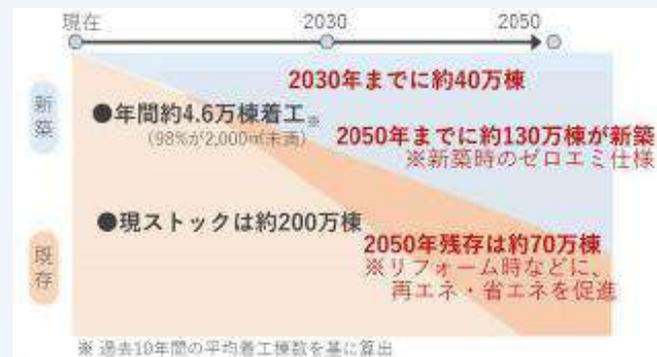 現在 2030 2050
新築
2030年までに約40万棟
●年間約4.6万棟着工※
(98%が2,000㎡未満)
2050年までに約130万棟が新築
※新築時のゼロエミ仕様
既存
●現ストックは約200万棟
2050年残存は約70万棟
※リフォーム時などに、
再エネ・省エネを促進
※ 過去10年間の平均着工棟数を基に算出